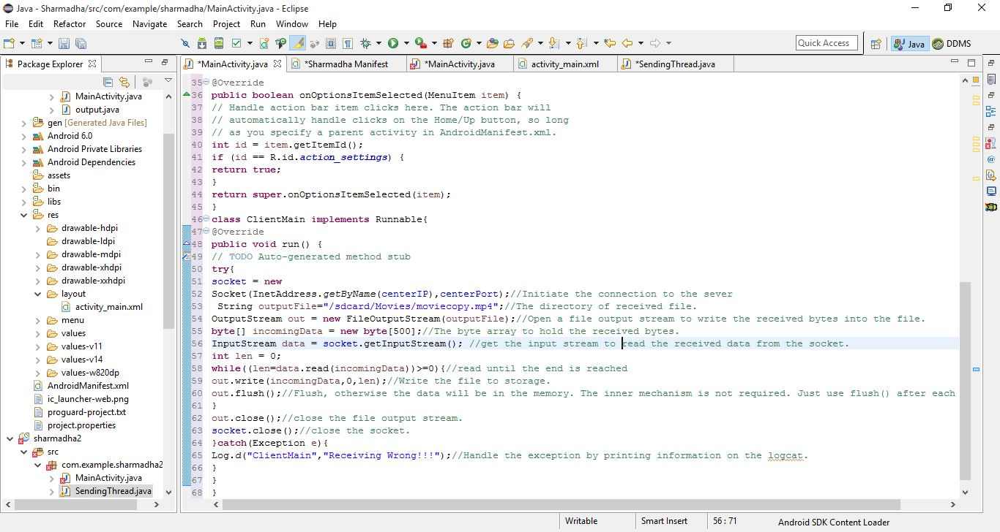 Java - Sharmadha/src/com/example/sharmadha/MainActivity.java - Eclipse
File Edit Refactor Source Navigate Search Project Run Window Help
Quick Access Java DDMS
Package Explorer
*MainActivity.java *Sharmadha Manifest *MainActivity.java activity_main.xml *SendingThread.java
MainActivity.java
output.java
gen [Generated Java Files]
Android 6.0
Android Private Libraries
Android Dependencies
assets
bin
libs
res
drawable-hdpi
drawable-ldpi
drawable-mdpi
drawable-xhdpi
drawable-xxhdpi
layout
activity_main.xml
menu
values
values-v11
values-v14
values-w820dp
AndroidManifest.xml
ic_launcher-web.png
proguard-project.txt
project.properties
sharmadha2
src
com.example.sharmadha2
MainActivity.java
SendingThread.java
35 @Override
36 public boolean onOptionsItemSelected(MenuItem item) {
37 // Handle action bar item clicks here. The action bar will
38 // automatically handle clicks on the Home/Up button, so long
39 // as you specify a parent activity in AndroidManifest.xml.
40 int id = item.getItemId();
41 if (id == R.id.action_settings) {
42 return true;
43 }
44 return super.onOptionsItemSelected(item);
45 }
46 class ClientMain implements Runnable{
47 @Override
48 public void run() {
49 // TODO Auto-generated method stub
50 try{
51 socket = new
52 Socket(InetAddress.getByName(centerIP),centerPort);//Initiate the connection to the sever
53 String outputFile="/sdcard/Movies/moviecopy.mp4";//The directory of received file.
54 OutputStream out = new FileOutputStream(outputFile);//Open a file output stream to write the received bytes into the file.
55 byte[] incomingData = new byte[500];//The byte array to hold the received bytes.
56 InputStream data = socket.getInputStream(); //get the input stream to read the received data from the socket.
57 int len = 0;
58 while((len=data.read(incomingData))>=0){//read until the end is reached
59 out.write(incomingData,0,len);//Write the file to storage.
60 out.flush();//Flush, otherwise the data will be in the memory. The inner mechanism is not required. Just use flush() after each
61 }
62 out.close();//close the file output stream.
63 socket.close();//close the socket.
64 }catch(Exception e){
65 Log.d("ClientMain","Receiving Wrong!!!");//Handle the exception by printing information on the logcat.
66 }
67 }
68 }
Writable Smart Insert 56 : 71 Android SDK Content Loader